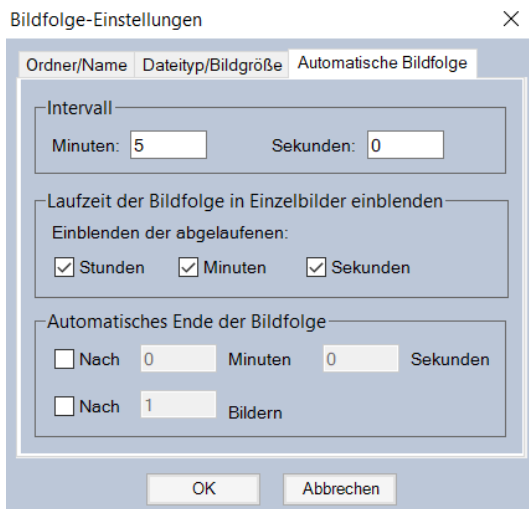 Bildfolge-Einstellungen
Ordner/Name Dateityp/Bildgröße Automatische Bildfolge
Intervall
Minuten: 5 Sekunden: 0
Laufzeit der Bildfolge in Einzelbilder einblenden
Einblenden der abgelaufenen:
Stunden Minuten Sekunden
Automatisches Ende der Bildfolge
Nach 0 Minuten 0 Sekunden
Nach 1 Bildern
OK Abbrechen